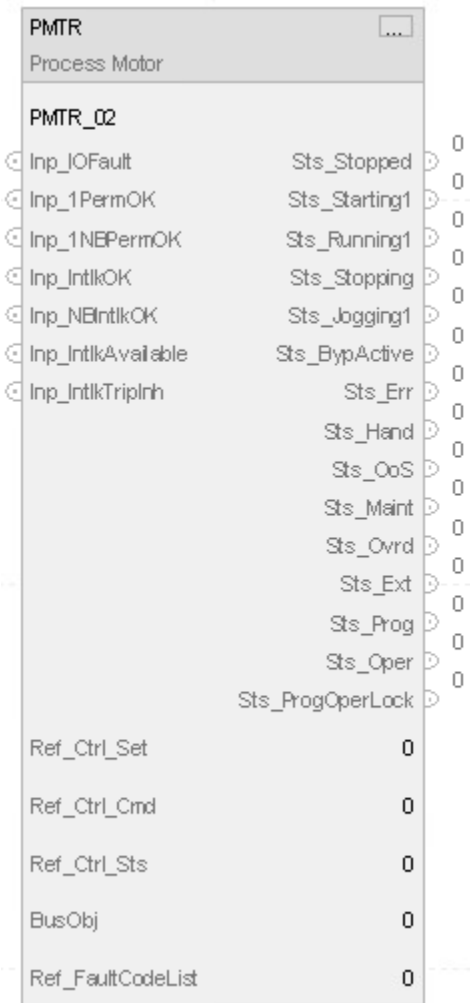 PMTR ...
Process Motor
PMTR_02
Inp_IOFault Sts_Stopped 0
Inp_1PermOK Sts_Starting1 0
Inp_1NBPermOK Sts_Running1 0
Inp_IntlkOK Sts_Stopping 0
Inp_NBIntlkOK Sts_Jogging1 0
Inp_IntlkAvailable Sts_BypActive 0
Inp_IntlkTripInh Sts_Err 0
Sts_Hand 0
Sts_OoS 0
Sts_Maint 0
Sts_Ovrd 0
Sts_Ext 0
Sts_Prog 0
Sts_Oper 0
Sts_ProgOperLock 0
Ref_Ctrl_Set 0
Ref_Ctrl_Cmd 0
Ref_Ctrl_Sts 0
BusObj 0
Ref_FaultCodeList 0